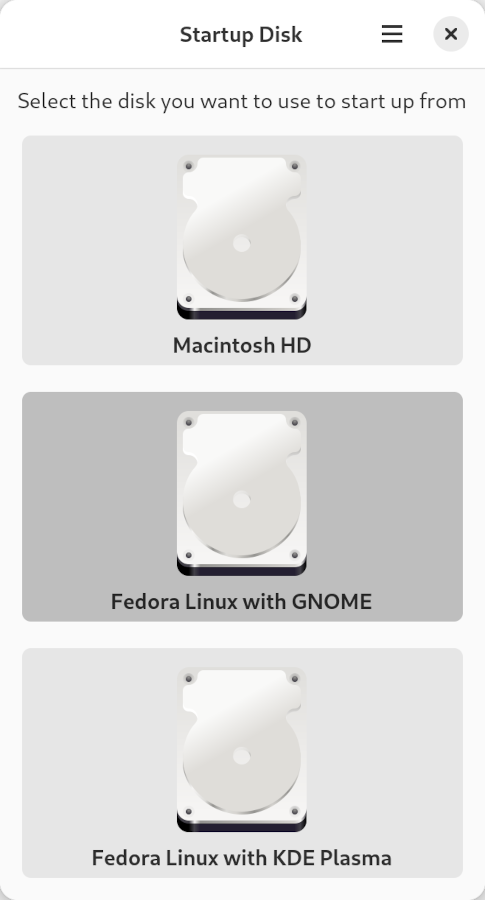 Startup Disk
Select the disk you want to use to start up from
Macintosh HD
Fedora Linux with GNOME
Fedora Linux with KDE Plasma